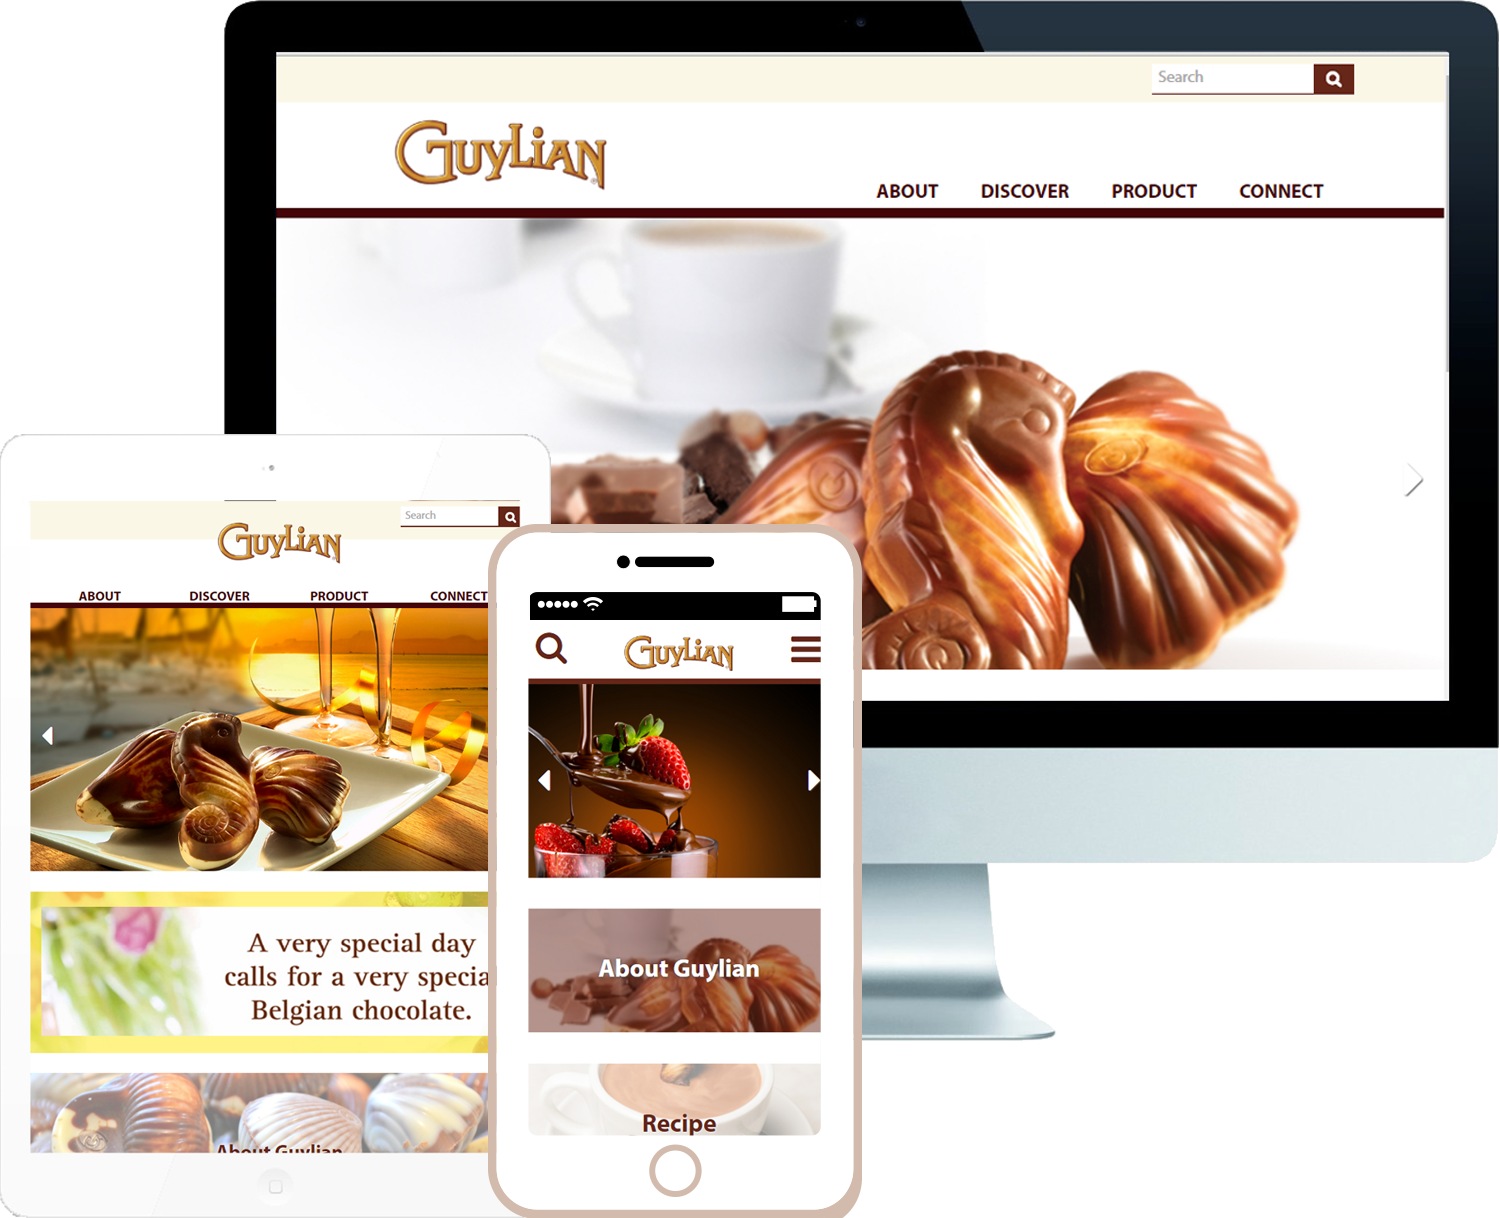 Search
GUYLIAN
ABOUT DISCOVER PRODUCT CONNECT
Search
GUYLIAN
ABOUT DISCOVER PRODUCT CONNECT
A very special day
calls for a very specia
Belgian chocolate.
About Guylian
GUYLIAN
About Guylian
Recipe